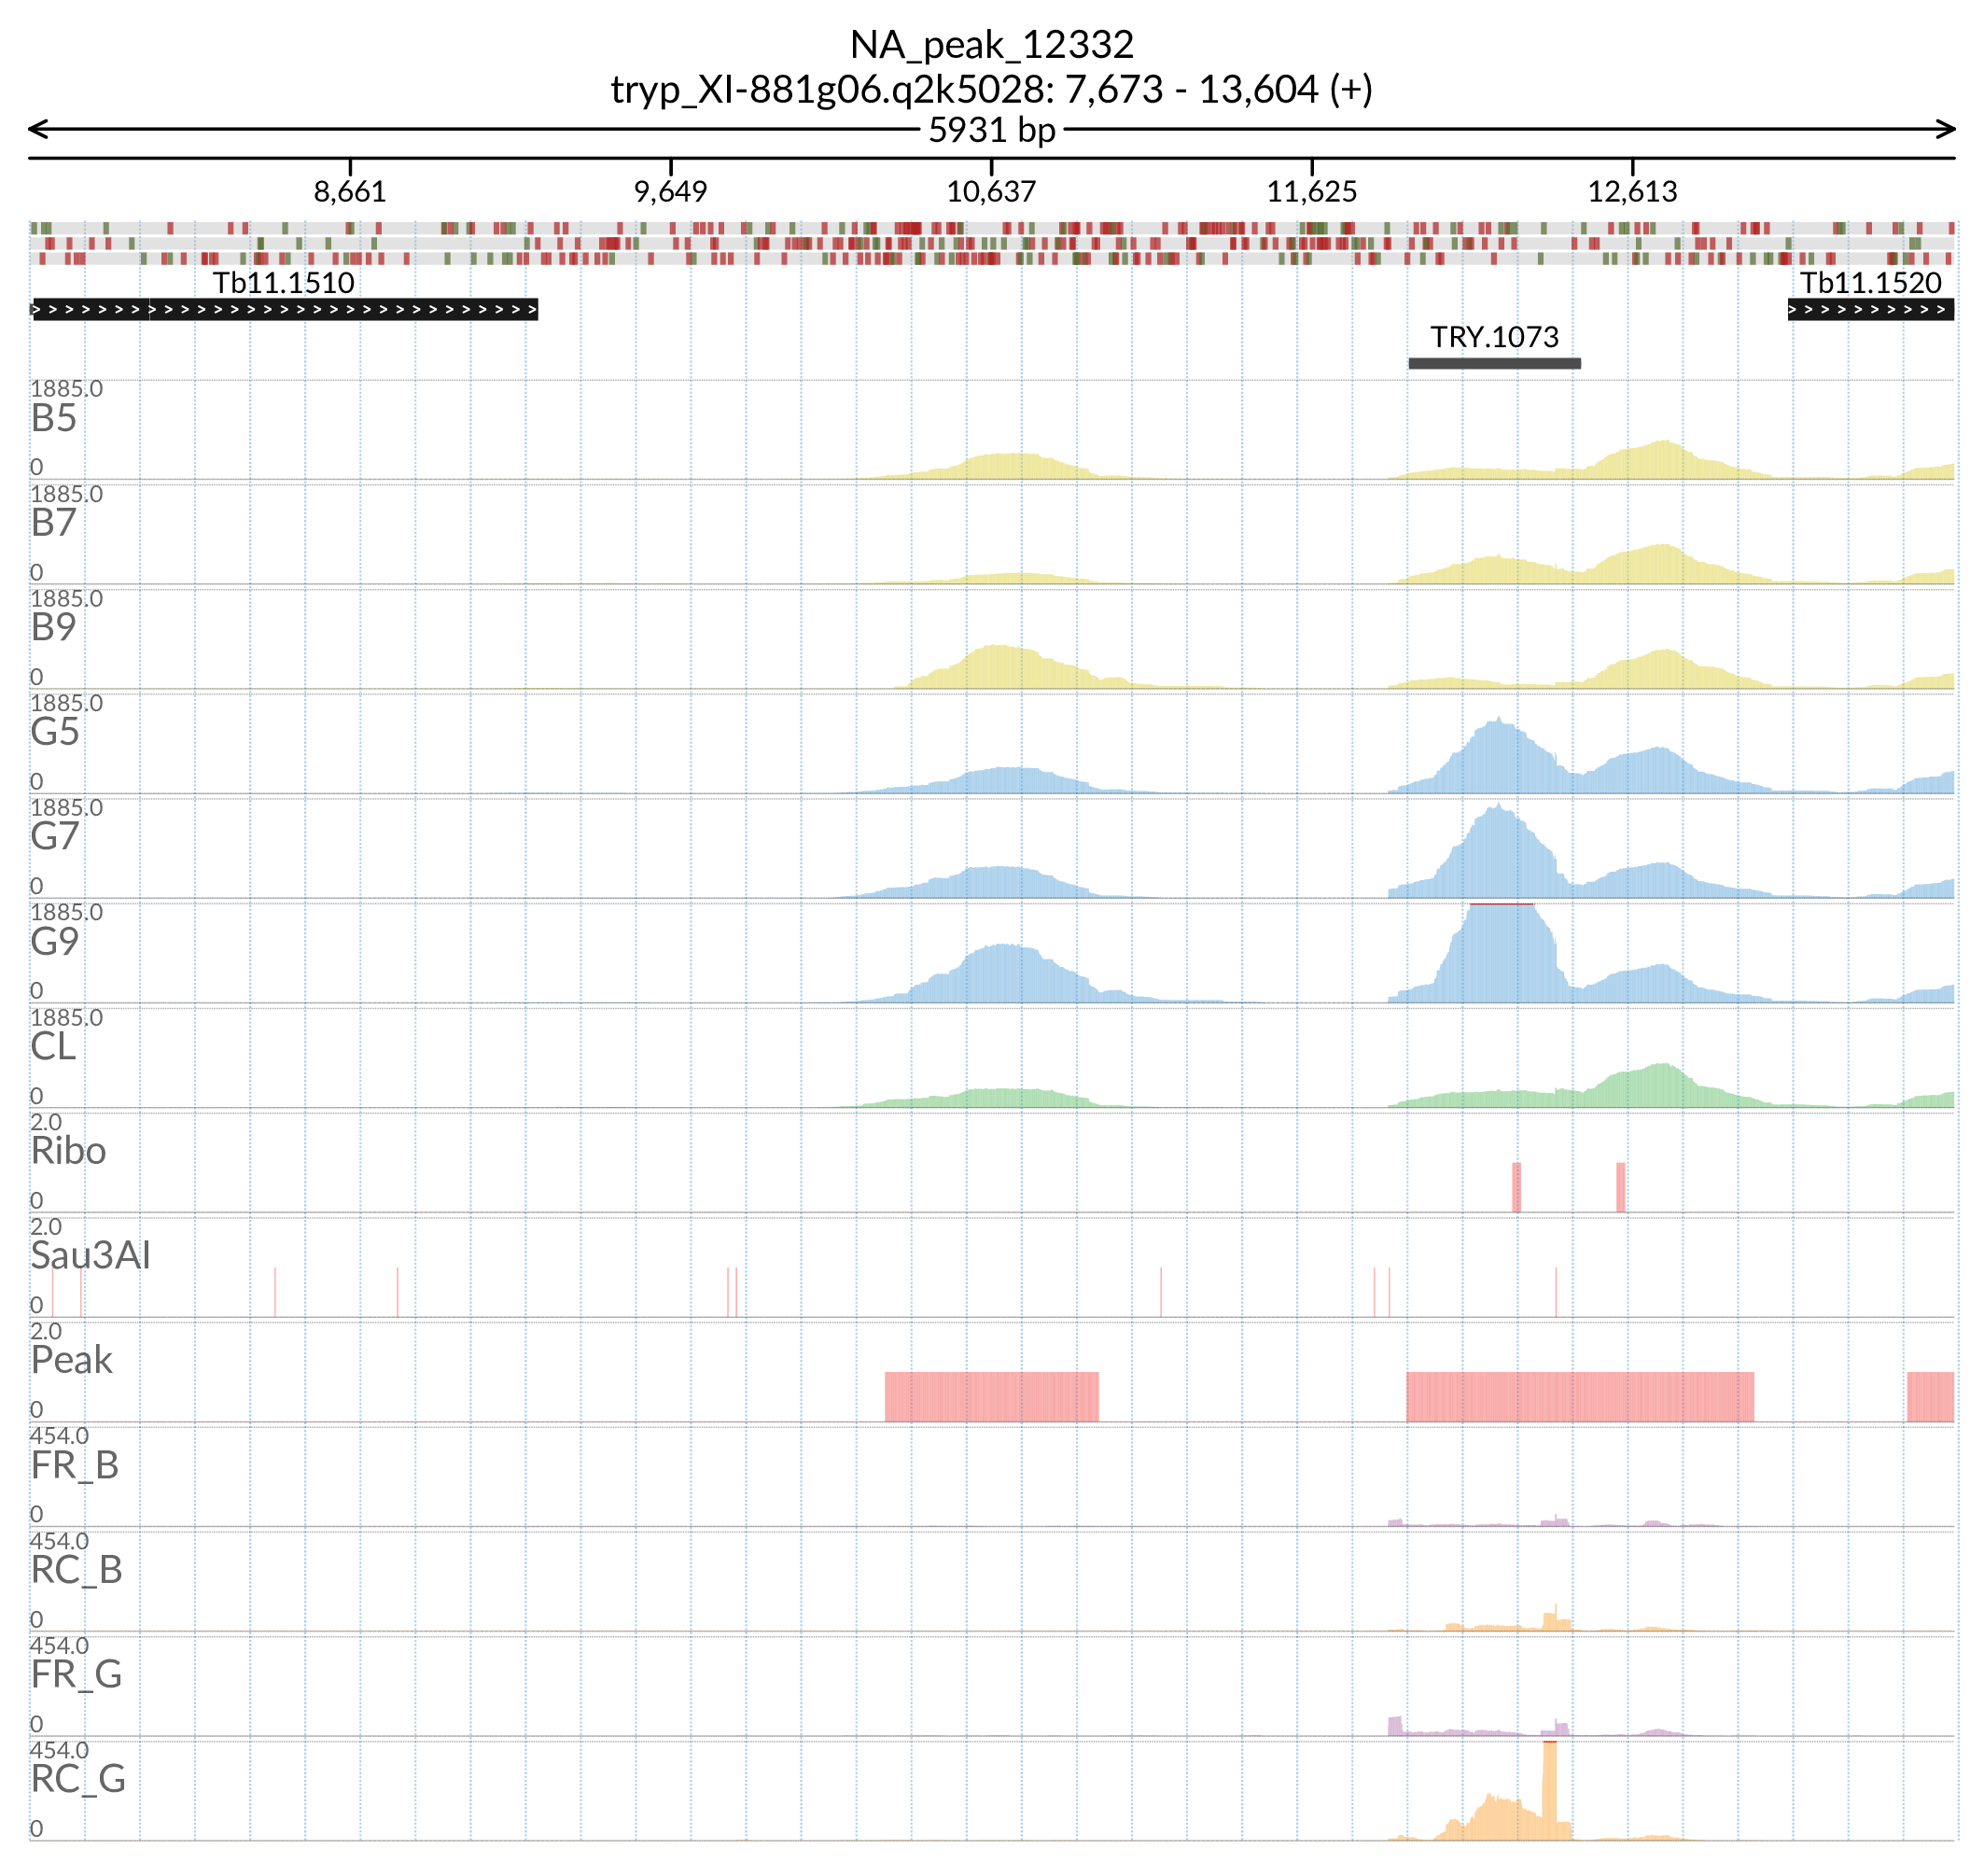 NA_peak_12332
tryp_XI-881g06.q2k5028: 7,673 - 13,604 (+)
5931 bp
8,661 9,649 10,637 11,625 12,613
Tb11.1510 Tb11.1520
TRY.1073
1885.0
B5
0
1885.0
B7
0
1885.0
B9
0
1885.0
G5
0
1885.0
G7
0
1885.0
G9
0
1885.0
CL
0
2.0
Ribo
0
2.0
Sau3AI
0
2.0
Peak
0
454.0
FR_B
0
454.0
RC_B
0
454.0
FR_G
0
454.0
RC_G
0